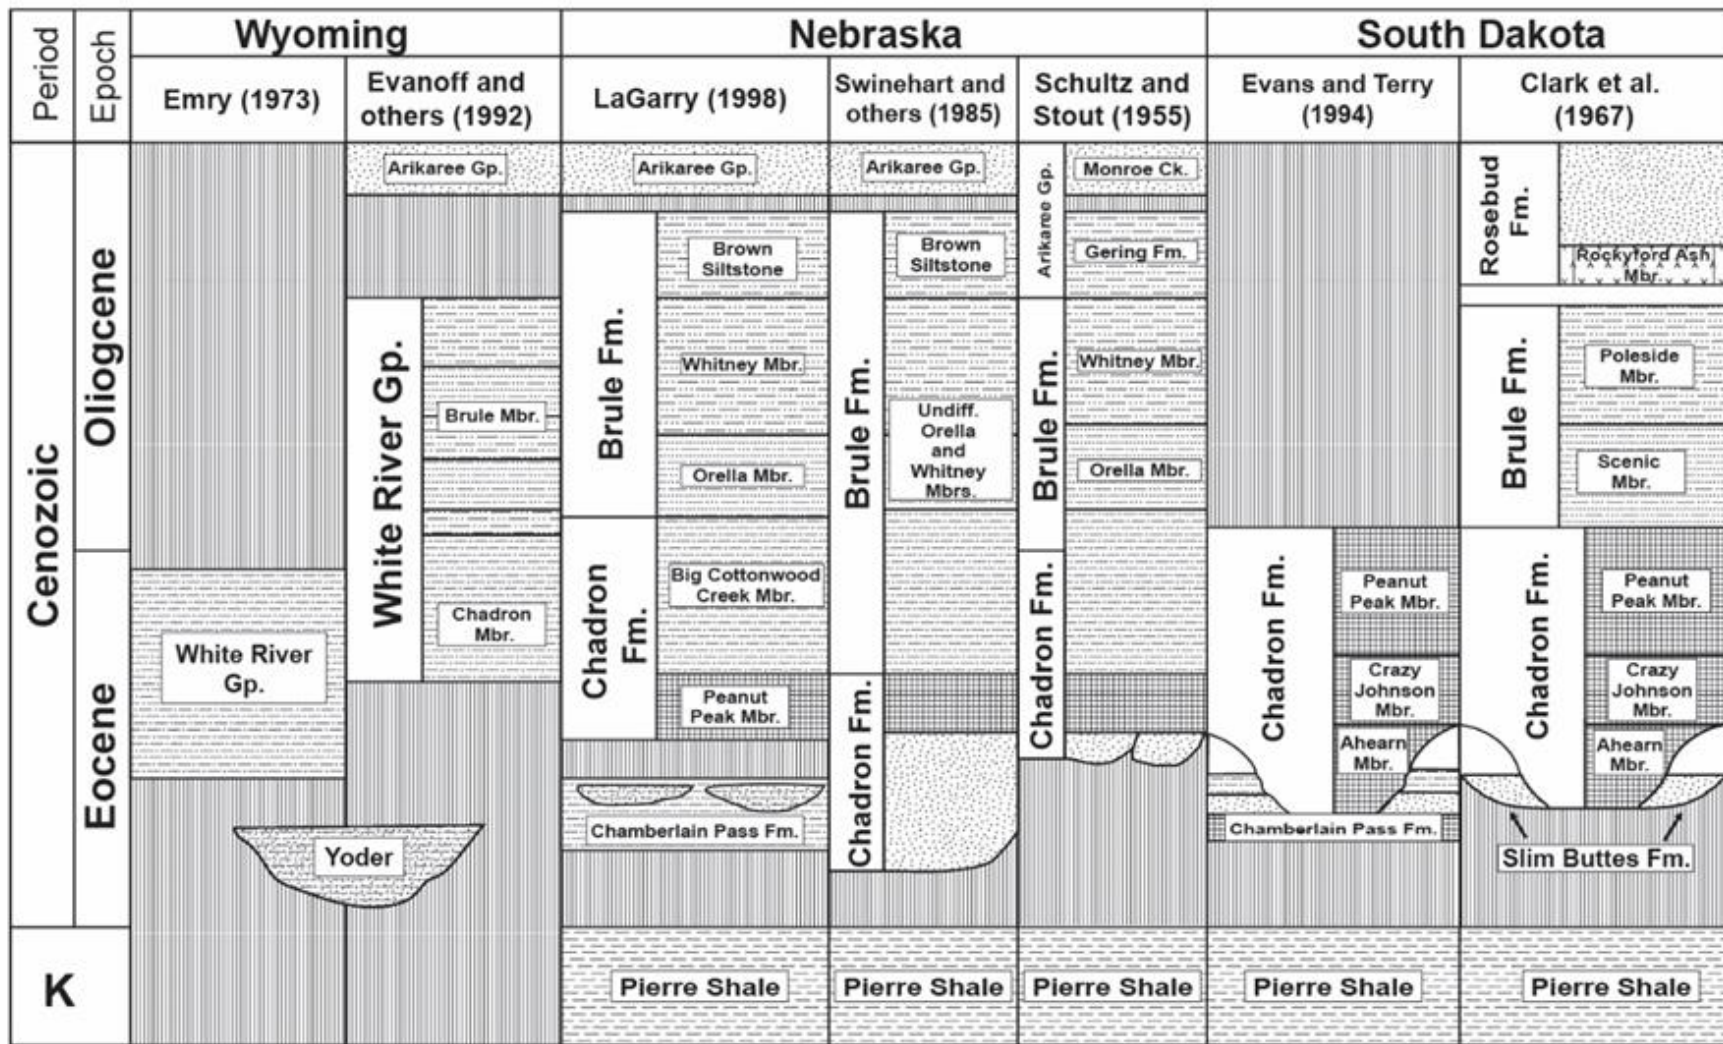 Period
Epoch
Wyoming
Nebraska
South Dakota
Emry (1973)
Evanoff and
others (1992)
LaGarry (1998)
Swinehart and
others (1985)
Schultz and
Stout (1955)
Evans and Terry
(1994)
Clark et al.
(1967)
Cenozoic
Oliogcene
Eocene
K
White River
Gp.
Yoder
Arikaree Gp.
White River Gp.
Brule Mbr.
Chadron
Mbr.
Arikaree Gp.
Brule Fm.
Brown
Siltstone
Whitney Mbr.
Orella Mbr.
Chadron
Fm.
Big Cottonwood
Creek Mbr.
Peanut
Peak Mbr.
Chamberlain Pass Fm.
Pierre Shale
Arikaree Gp.
Brule Fm.
Brown
Siltstone
Undiff.
Orella
and
Whitney
Mbrs.
Chadron Fm.
Pierre Shale
Arikaree Gp.
Monroe Ck.
Gering Fm.
Brule Fm.
Whitney Mbr.
Orella Mbr.
Chadron Fm.
Pierre Shale
Chadron Fm.
Peanut
Peak Mbr.
Crazy
Johnson
Mbr.
Ahearn
Mbr.
Chamberlain Pass Fm.
Pierre Shale
Rosebud
Fm.
Rockyford Ash
Mbr.
Brule Fm.
Poleside
Mbr.
Scenic
Mbr.
Chadron Fm.
Peanut
Peak Mbr.
Crazy
Johnson
Mbr.
Ahearn
Mbr.
Slim Buttes Fm.
Pierre Shale